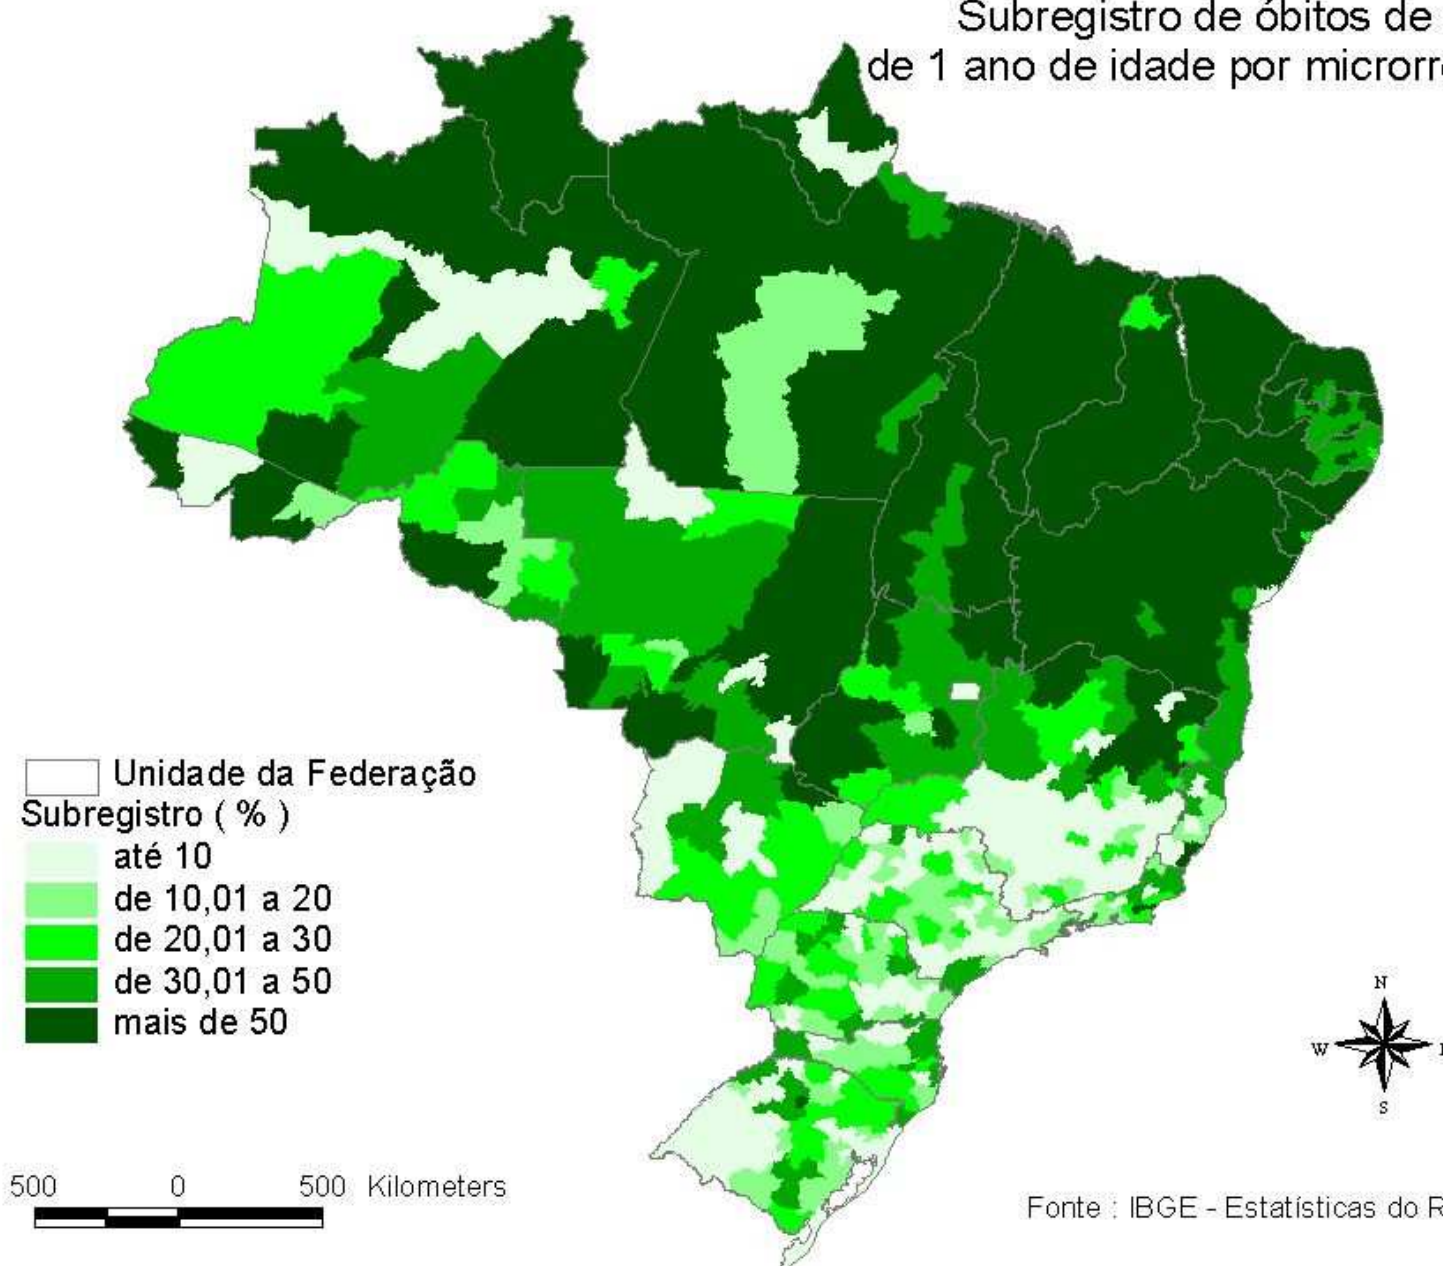 Subregistro de óbitos de
de 1 ano de idade por microrr
Unidade da Federação
Subregistro ( % )
até 10
de 10,01 a 20
de 20,01 a 30
de 30,01 a 50
mais de 50
N
W
S
500 0 500 Kilometers
Fonte : IBGE - Estatísticas do R